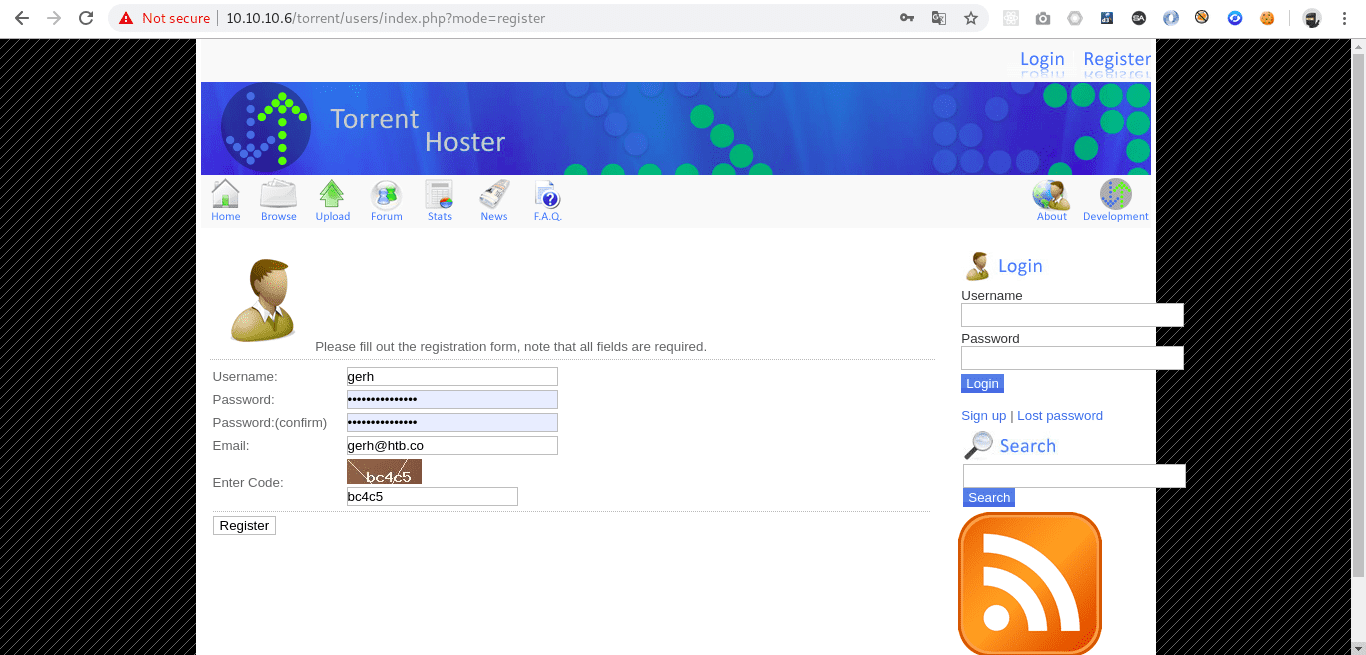 Not secure 10.10.10.6/torrent/users/index.php?mode=register
Login Register
Torrent
Hoster
Home Browse Upload Forum Stats News F.A.Q. About Development
Please fill out the registration form, note that all fields are required.
Username: gerh
Password: •••••••••••••••
Password:(confirm) •••••••••••••••
Email: gerh@htb.co
bc4c5
Enter Code:
bc4c5
Register
Login
Username
Password
Login
Sign up | Lost password
Search
Search